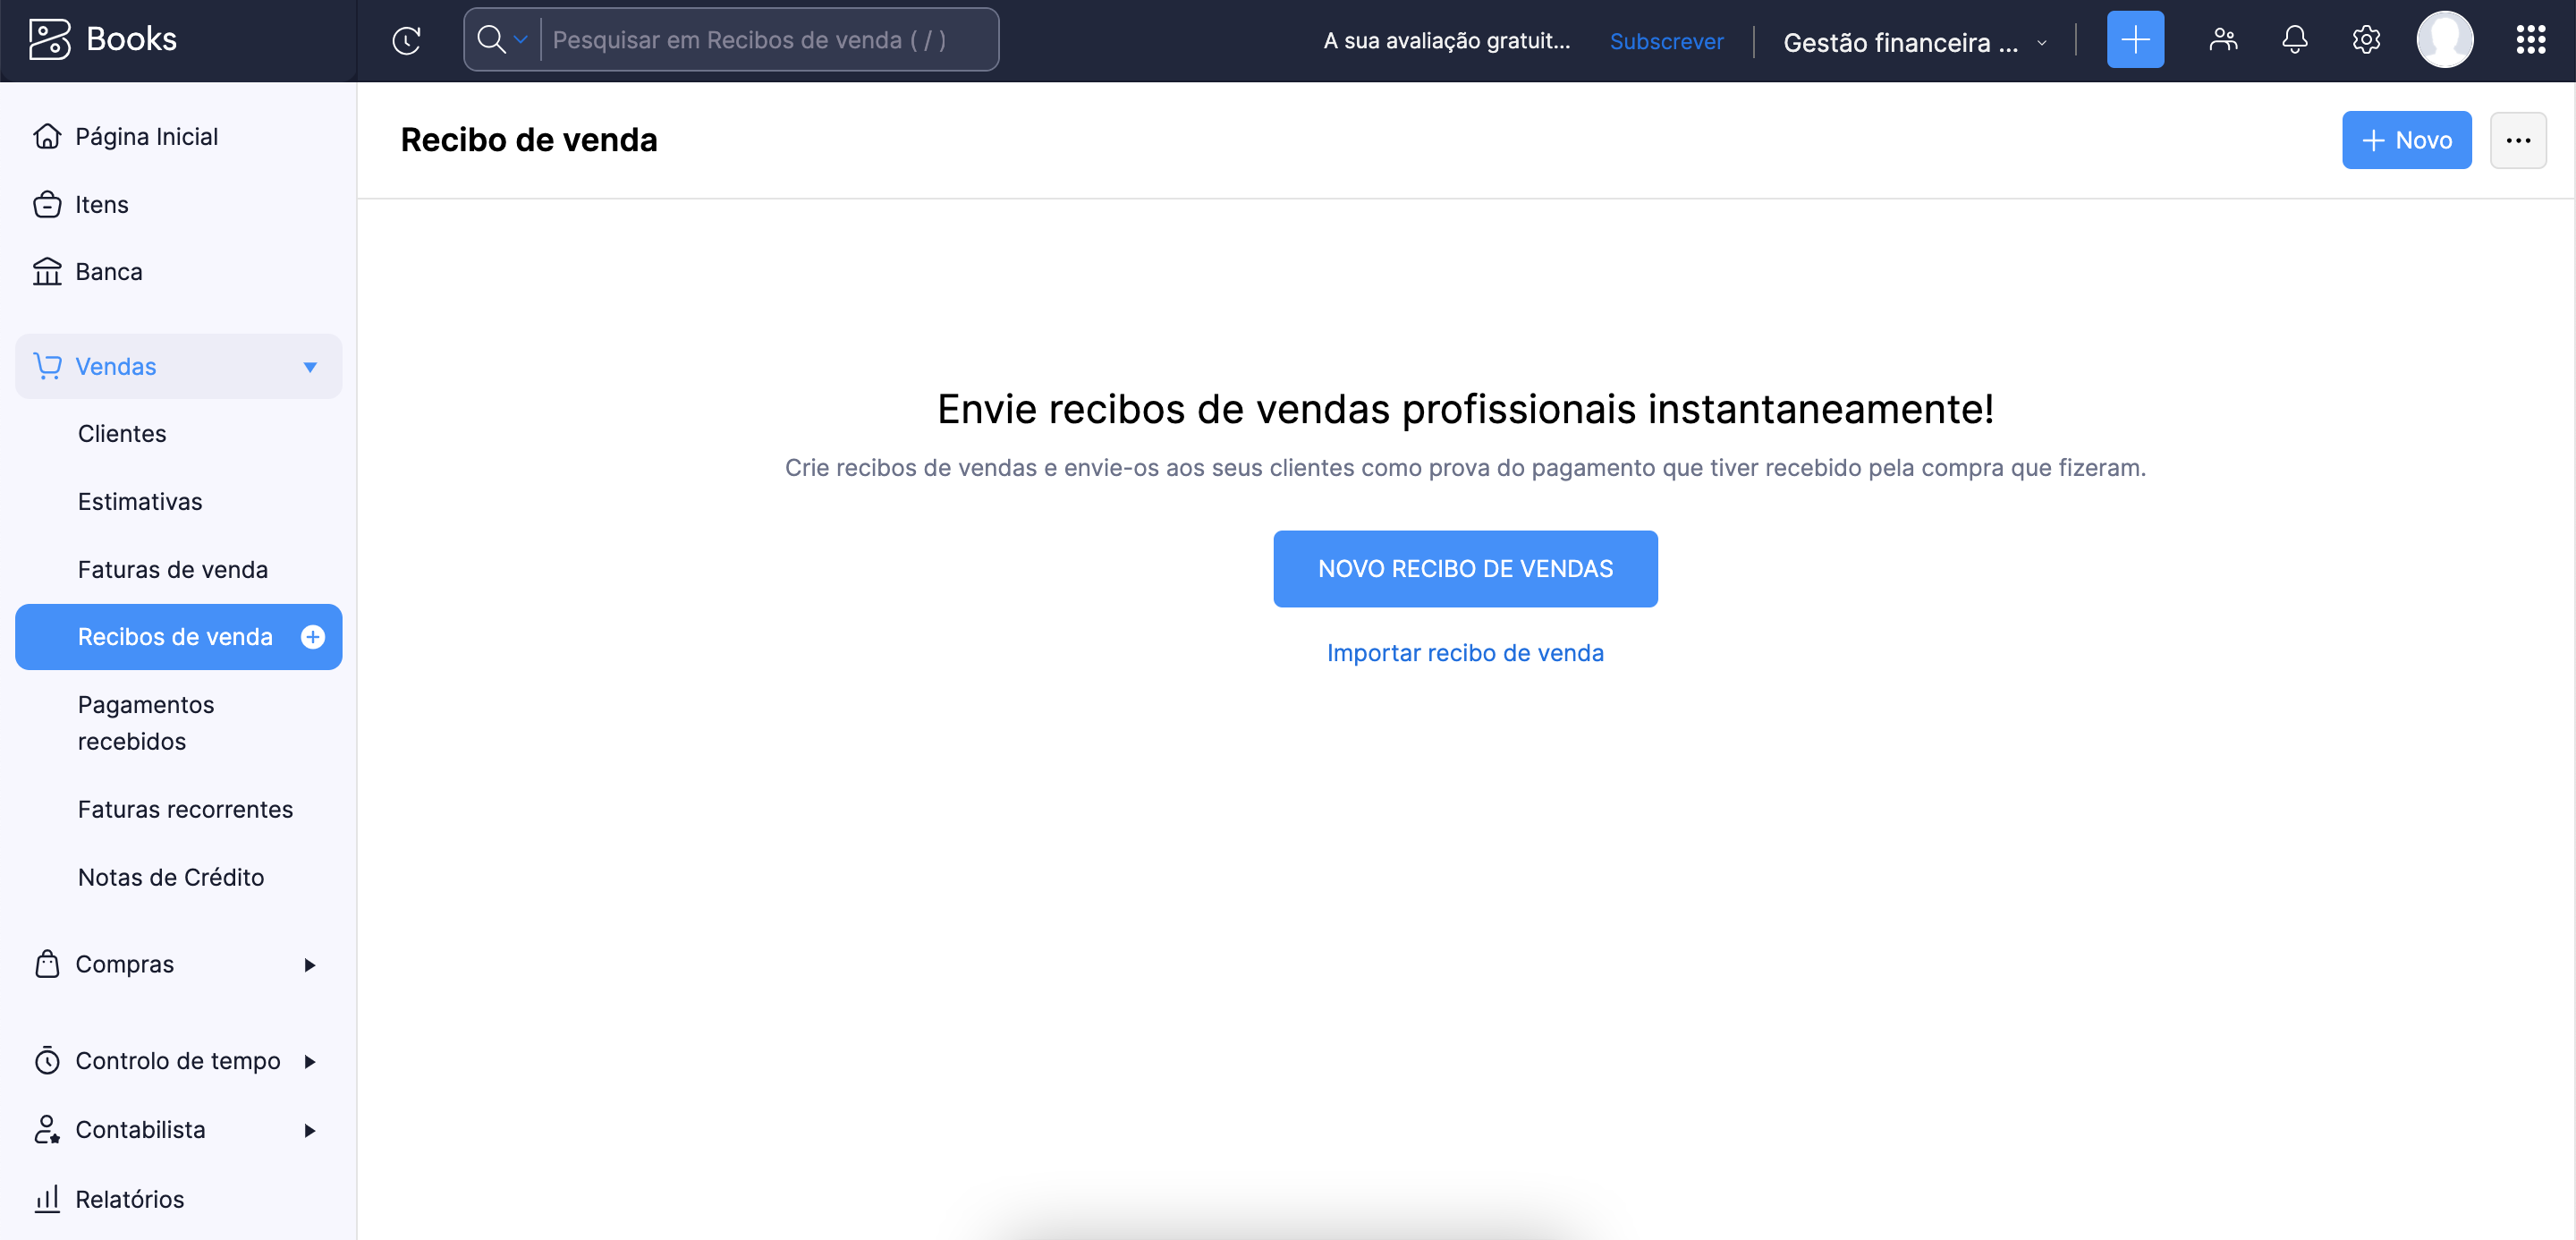 Books
Pesquisar em Recibos de venda ( / )
A sua avaliação gratuit...
Subscrever
Gestão financeira ...
Página Inicial
Itens
Banca
Vendas
Clientes
Estimativas
Faturas de venda
Recibos de venda
Pagamentos
recebidos
Faturas recorrentes
Notas de Crédito
Compras
Controlo de tempo
Contabilista
Relatórios
Recibo de venda
Novo
Envie recibos de vendas profissionais instantaneamente!
Crie recibos de vendas e envie-os aos seus clientes como prova do pagamento que tiver recebido pela compra que fizeram.
NOVO RECIBO DE VENDAS
Importar recibo de venda